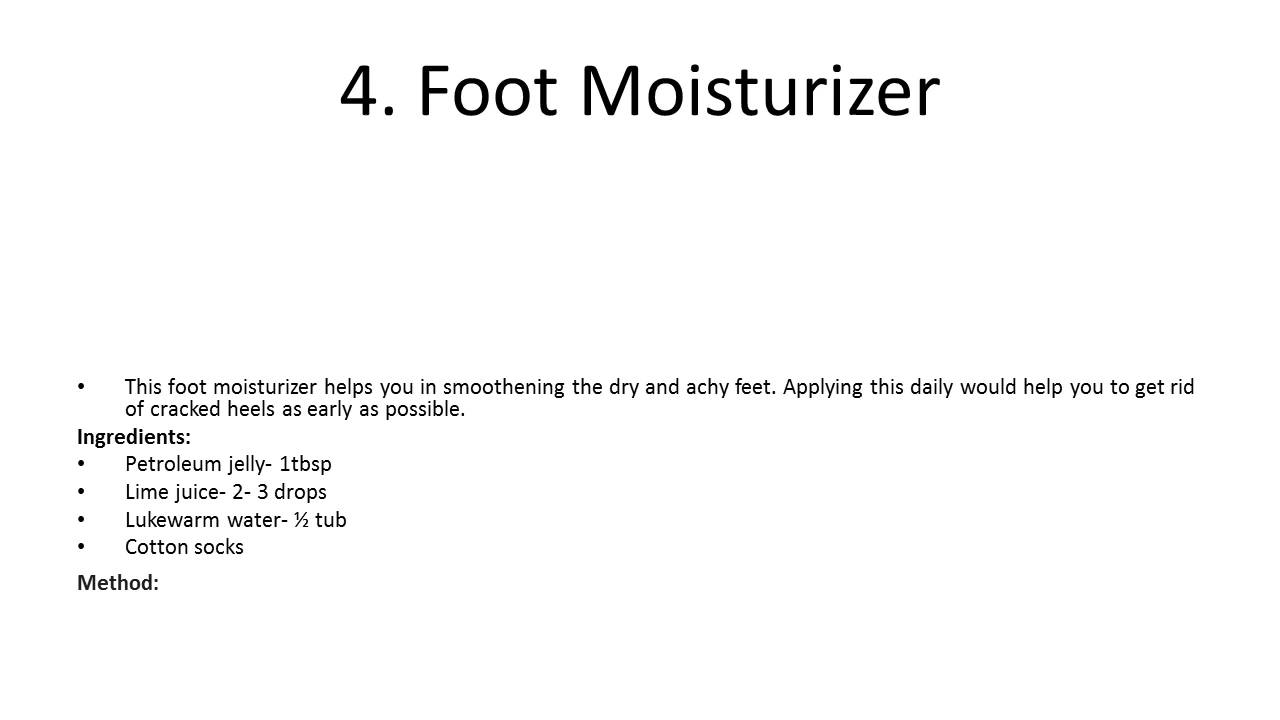 4. Foot Moisturizer
• This foot moisturizer helps you in smoothening the dry and achy feet. Applying this daily would help you to get rid
of cracked heels as early as possible.
Ingredients:
• Petroleum jelly- 1tbsp
• Lime juice- 2- 3 drops
• Lukewarm water- ½ tub
• Cotton socks
Method: